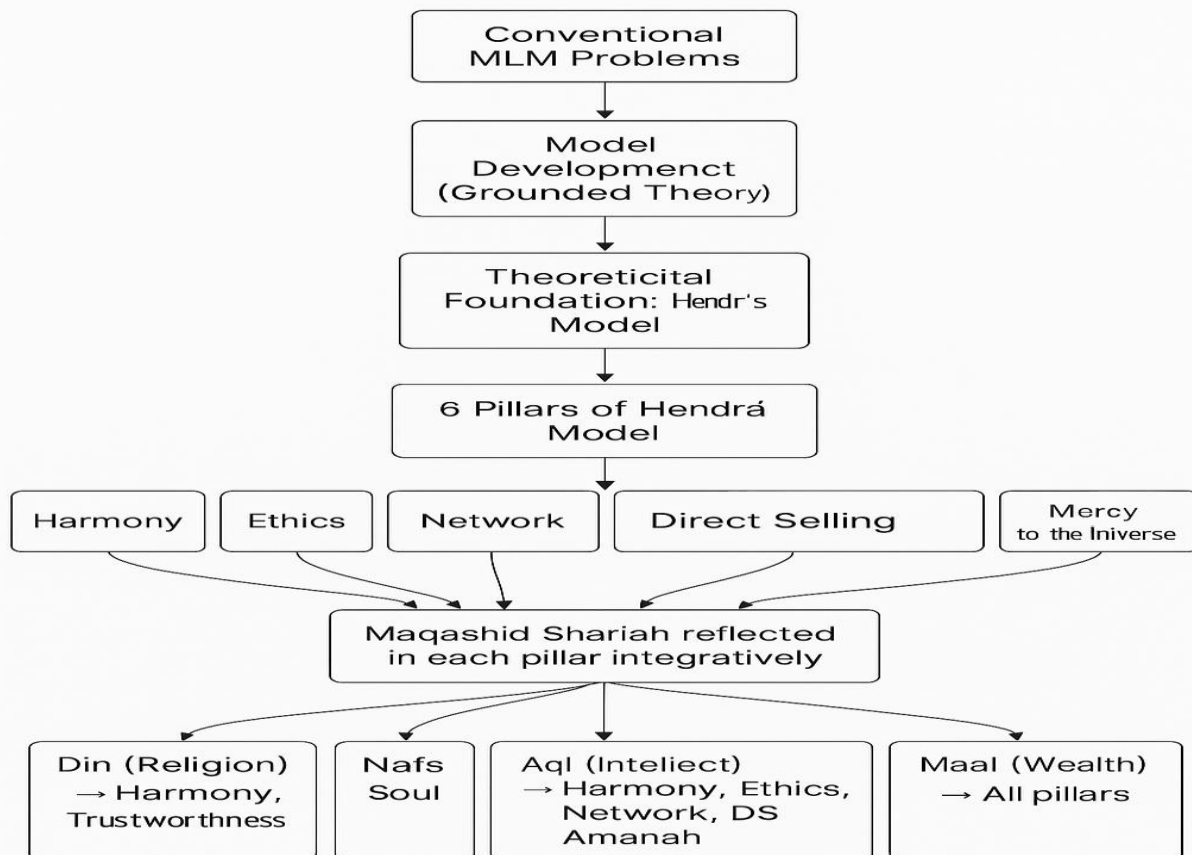 Conventional
MLM Problems
Model
Developmenct
(Grounded Theory)
Theoreticital
Foundation: Hendr's
Model
6 Pillars of Hendrá
Model
Harmony
Ethics
Network
Direct Selling
Mercy
to the Iniverse
Maqashid Shariah reflected
in each pillar integratively
Din (Religion)
→ Harmony,
Trustworthness
Nafs
Soul
Aql (Inteliect)
→ Harmony, Ethics,
Network, DS
Amanah
Maal (Wealth)
→ All pillars